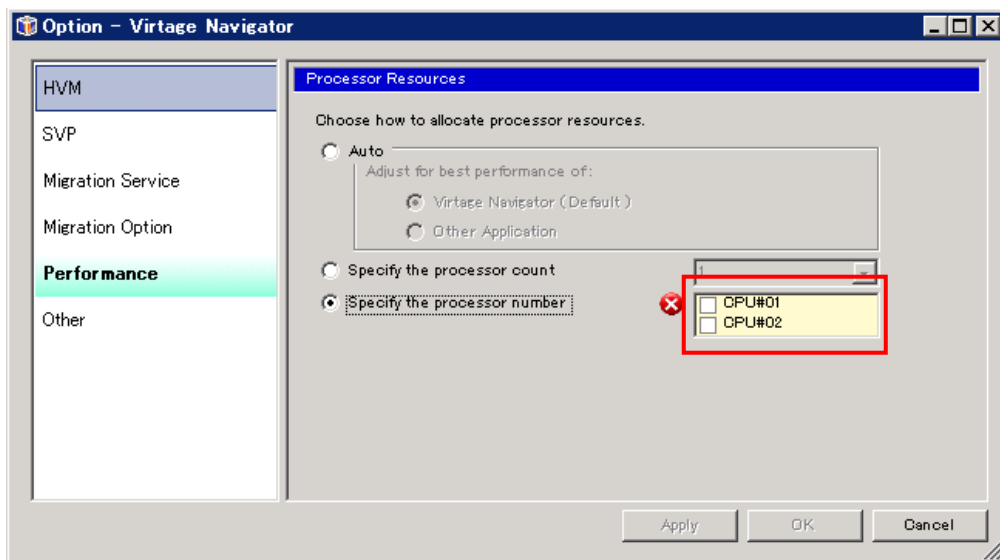 Option - Virtage Navigator
HVM
SVP
Migration Service
Migration Option
Performance
Other
Processor Resources
Choose how to allocate processor resources.
Auto
Adjust for best performance of:
Virtage Navigator (Default)
Other Application
Specify the processor count
1
Specify the processor number
CPU#01
CPU#02
Apply
OK
Cancel